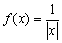 f(x) = 1/|x|